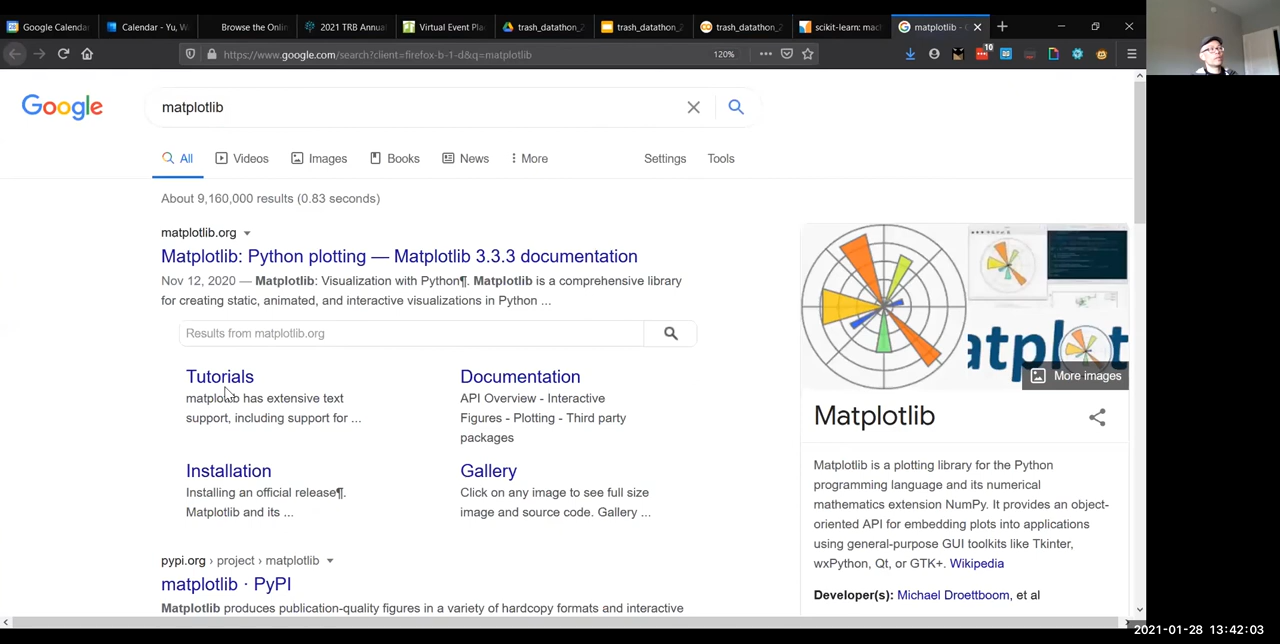 Google Calendar
Calendar - Yu, W
Browse the Onli
2021 TRB Annua
Virtual Event Pla
trash_datathon_
trash_datathon_2
trash_datathon_2
scikit-learn: mac
matplotlib -
https://www.google.com/search?client=firefox-b-1-d&q=matplotlib
120%
10
Google
matplotlib
All
Videos
Images
Books
News
More
Settings
Tools
About 9,160,000 results (0.83 seconds)
matplotlib.org
Matplotlib: Python plotting — Matplotlib 3.3.3 documentation
Nov 12, 2020 — Matplotlib: Visualization with Python¶. Matplotlib is a comprehensive library
for creating static, animated, and interactive visualizations in Python ...
Results from matplotlib.org
Tutorials
matplotlib has extensive text
support, including support for ...
Documentation
API Overview - Interactive
Figures - Plotting - Third party
packages
Installation
Installing an official release¶.
Matplotlib and its ...
Gallery
Click on any image to see full size
image and source code. Gallery ...
pypi.org › project › matplotlib
matplotlib · PyPI
Matplotlib produces publication-quality figures in a variety of hardcopy formats and interactive
atpl t
More images
Matplotlib
Matplotlib is a plotting library for the Python
programming language and its numerical
mathematics extension NumPy. It provides an object-
oriented API for embedding plots into applications
using general-purpose GUI toolkits like Tkinter,
wxPython, Qt, or GTK+. Wikipedia
Developer(s): Michael Droettboom, et al
2021-01-28 13:42:03